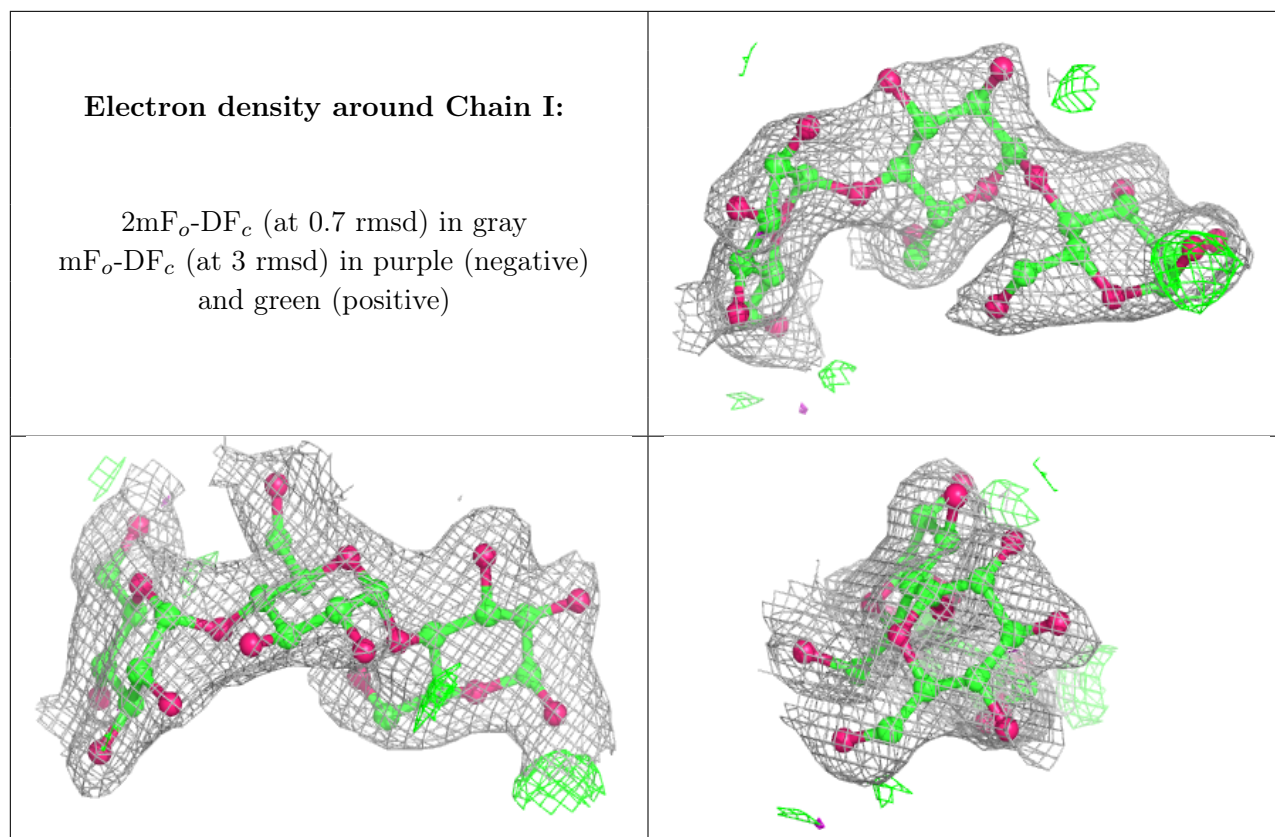 Electron density around Chain I:
2mFo-DFc (at 0.7 rmsd) in gray
mFo-DFc (at 3 rmsd) in purple (negative)
and green (positive)